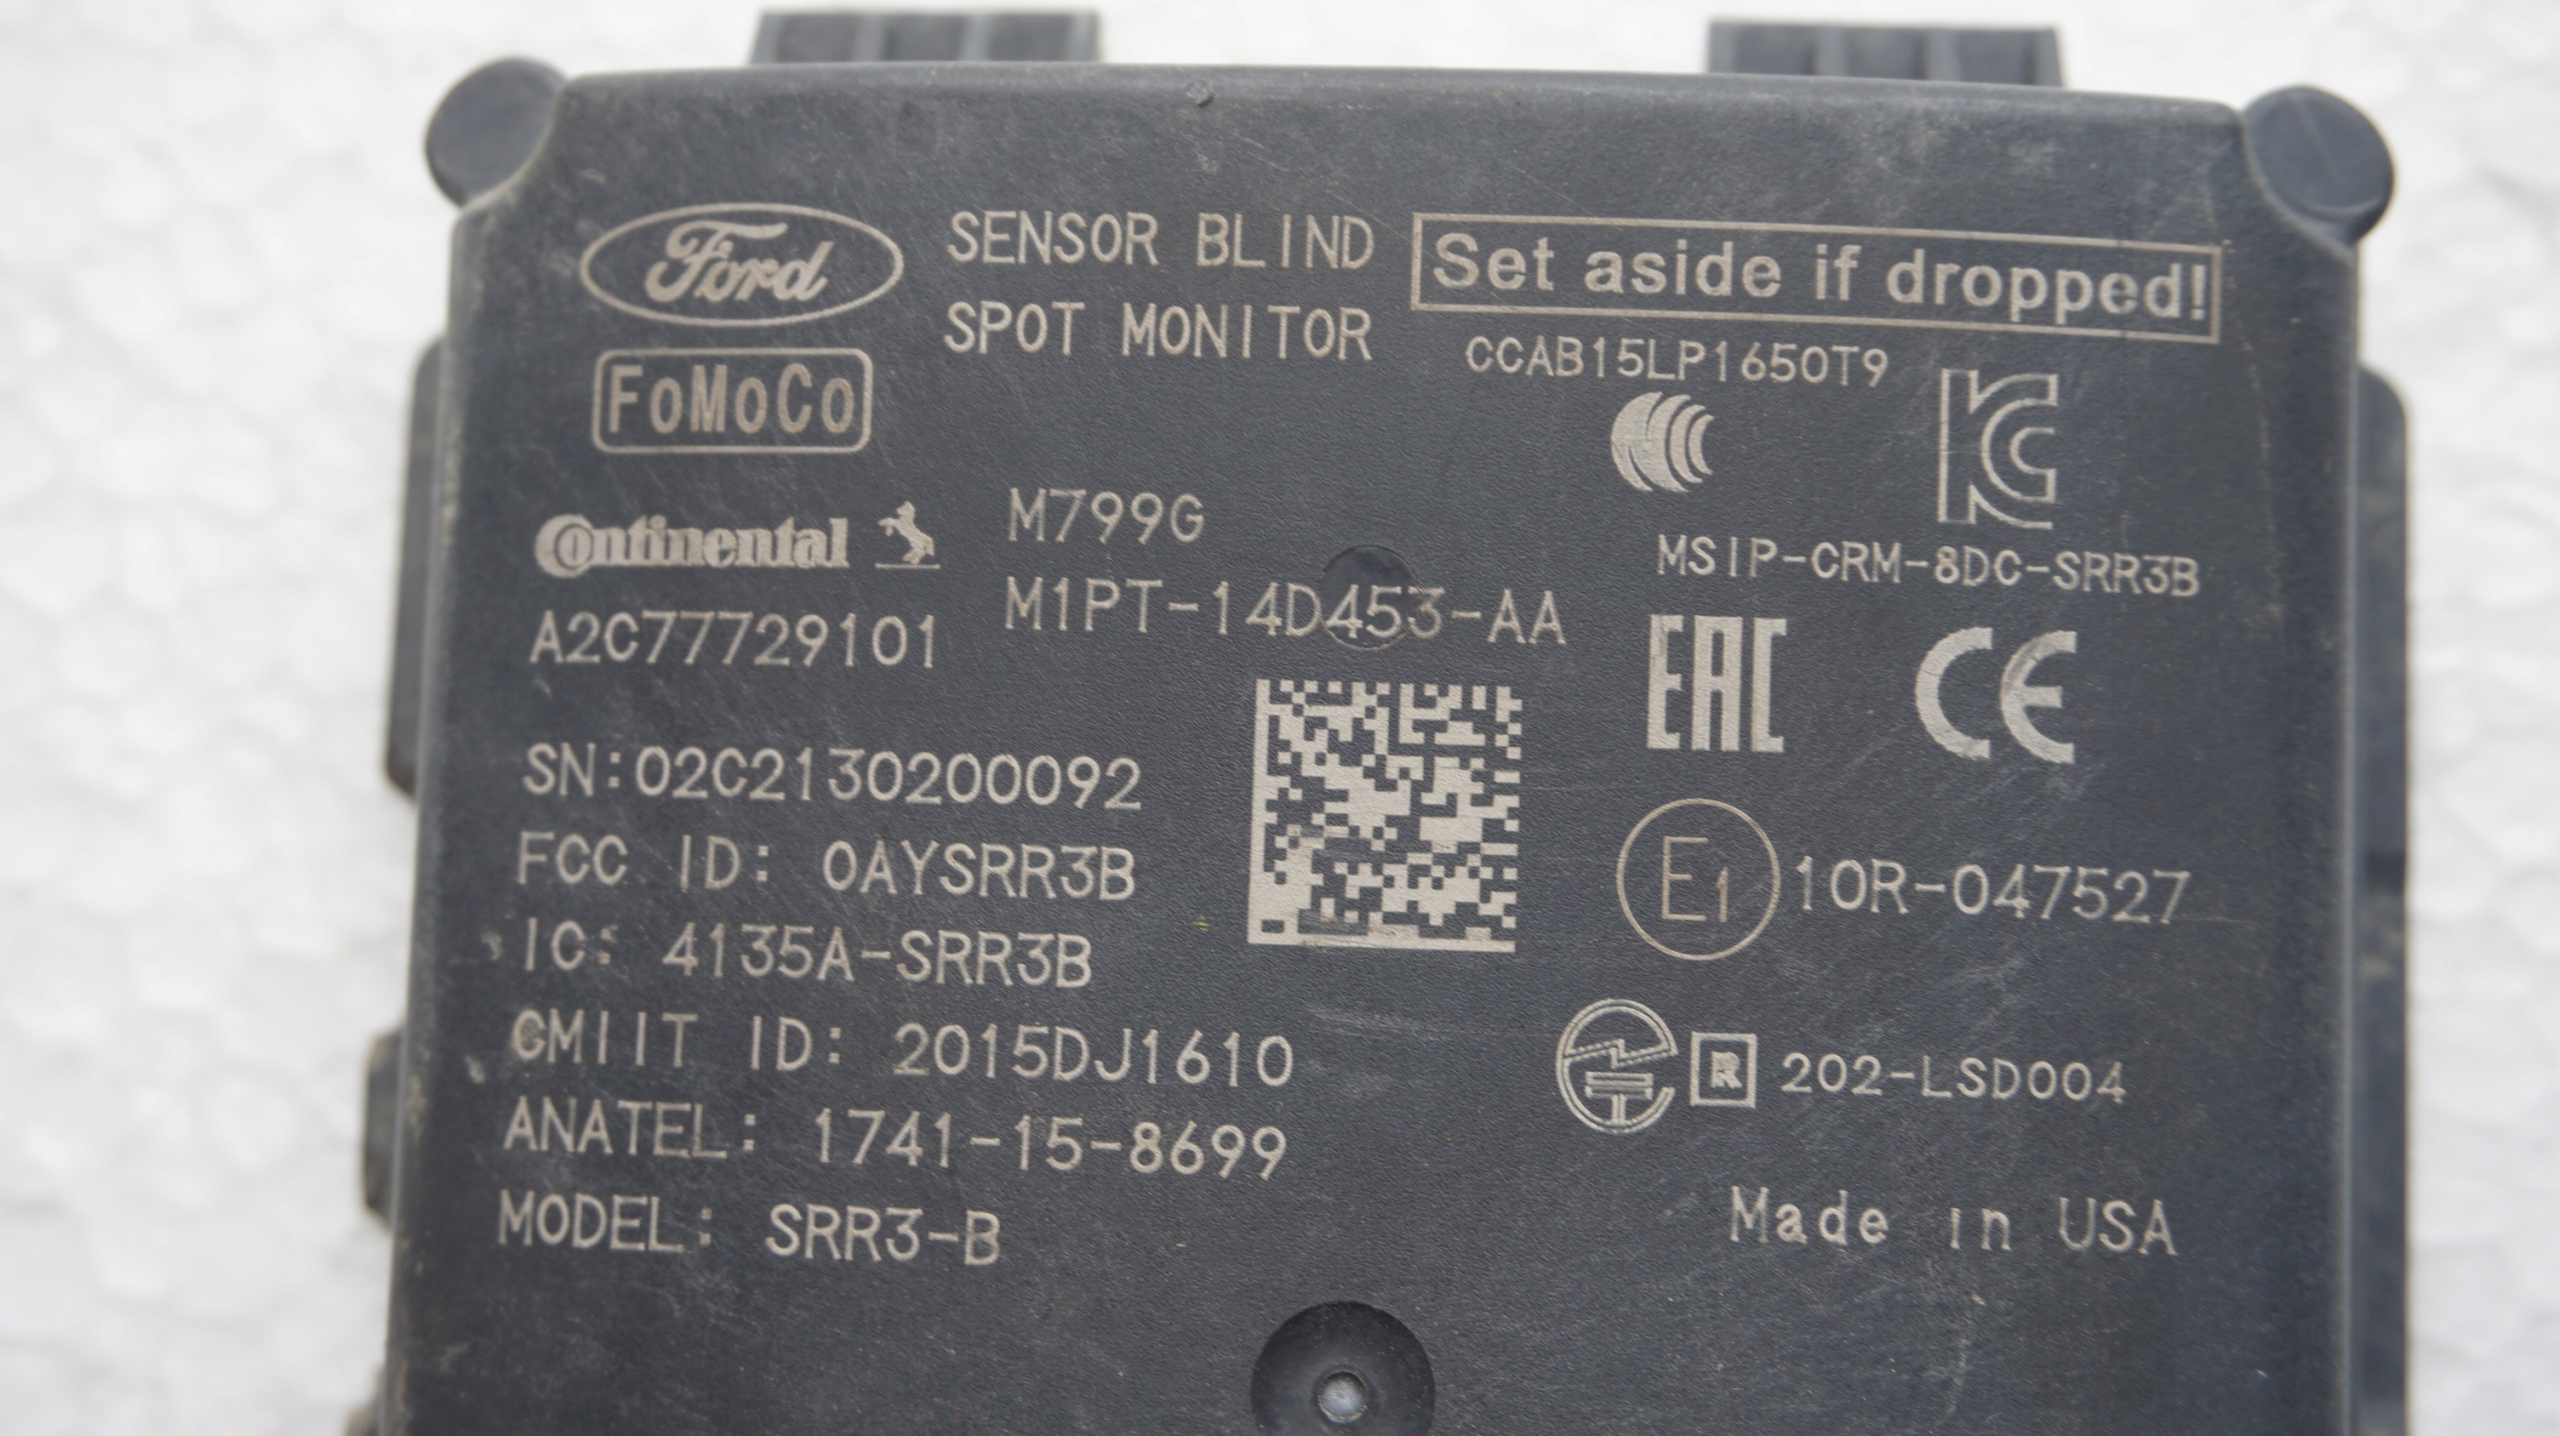 Ford
SENSOR BLIND
SPOT MONITOR
Set aside if dropped!
FoMoCo
CCAB15LP1650T9
Continental
M799G
M1PT-14D453-AA
A2C77729101
MSIP-CRM-8DC-SRR3B
EAC
CE
SN:02C2130200092
FCC ID: OAYSRR3B
E1 10R-047527
IC: 4135A-SRR3B
CMIIT ID: 2015DJ1610
R 202-LSD004
ANATEL: 1741-15-8699
MODEL: SRR3-B
Made in USA